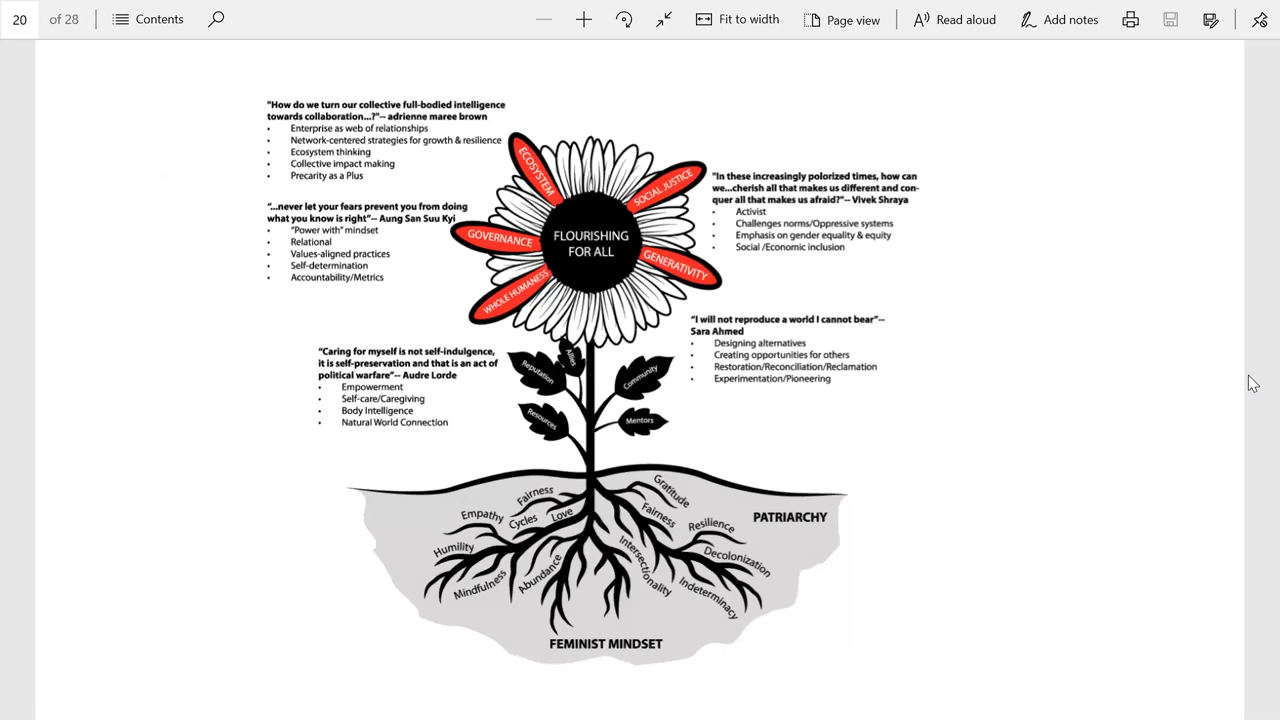 20 of 28 Contents Fit to width Page view Read aloud Add notes
"How do we turn our collective full-bodied intelligence
towards collaboration...?"-- adrienne maree brown
• Enterprise as web of relationships
• Network-centered strategies for growth & resilience
• Ecosystem thinking
• Collective impact making
• Precarity as a Plus
"...never let your fears prevent you from doing
what you know is right"-- Aung San Suu Kyi
• "Power with" mindset
• Relational
• Values-aligned practices
• Self-determination
• Accountability/Metrics
"Caring for myself is not self-indulgence,
it is self-preservation and that is an act of
political warfare"-- Audre Lorde
• Empowerment
• Self-care/Caregiving
• Body Intelligence
• Natural World Connection
ECOSYSTEM
SOCIAL JUSTICE
GOVERNANCE
FLOURISHING
FOR ALL
GENERATIVITY
WHOLE HUMANESS
"In these increasingly polorized times, how can
we...cherish all that makes us different and con-
quer all that makes us afraid?"-- Vivek Shraya
• Activist
• Challenges norms/Oppressive systems
• Emphasis on gender equality & equity
• Social /Economic inclusion
"I will not reproduce a world I cannot bear"--
Sara Ahmed
• Designing alternatives
• Creating opportunities for others
• Restoration/Reconciliation/Reclamation
• Experimentation/Pioneering
Allies
Reputation
Community
Resources
Mentors
Gratitude
Fairness
Empathy
Cycles
Love
Fairness
Resilience
PATRIARCHY
Humility
Mindfulness
Abundance
Intersectionality
Decolonization
Indeterminacy
FEMINIST MINDSET